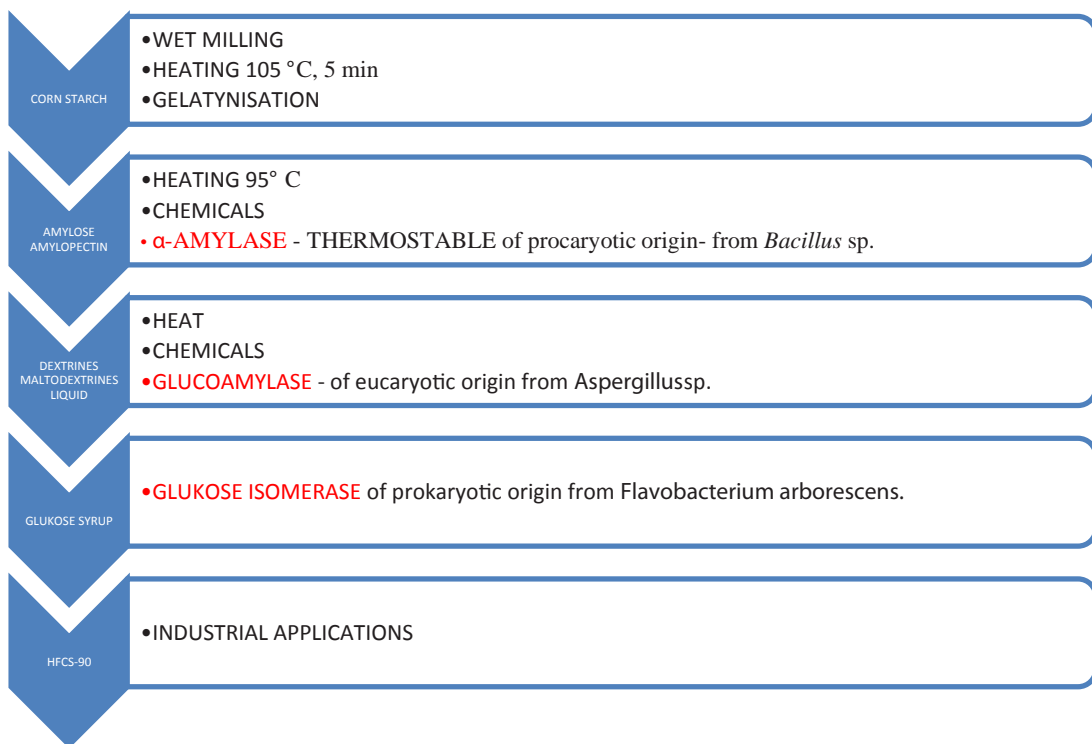 CORN STARCH
•WET MILLING
•HEATING 105 °C, 5 min
•GELATYNISATION
AMYLOSE
AMYLOPECTIN
•HEATING 95° C
•CHEMICALS
• α-AMYLASE - THERMOSTABLE of procaryotic origin- from Bacillus sp.
DEXTRINES
MALTODEXTRINES
LIQUID
•HEAT
•CHEMICALS
•GLUCOAMYLASE - of eucaryotic origin from Aspergillussp.
GLUKOSE SYRUP
•GLUKOSE ISOMERASE of prokaryotic origin from Flavobacterium arborescens.
HFCS-90
•INDUSTRIAL APPLICATIONS